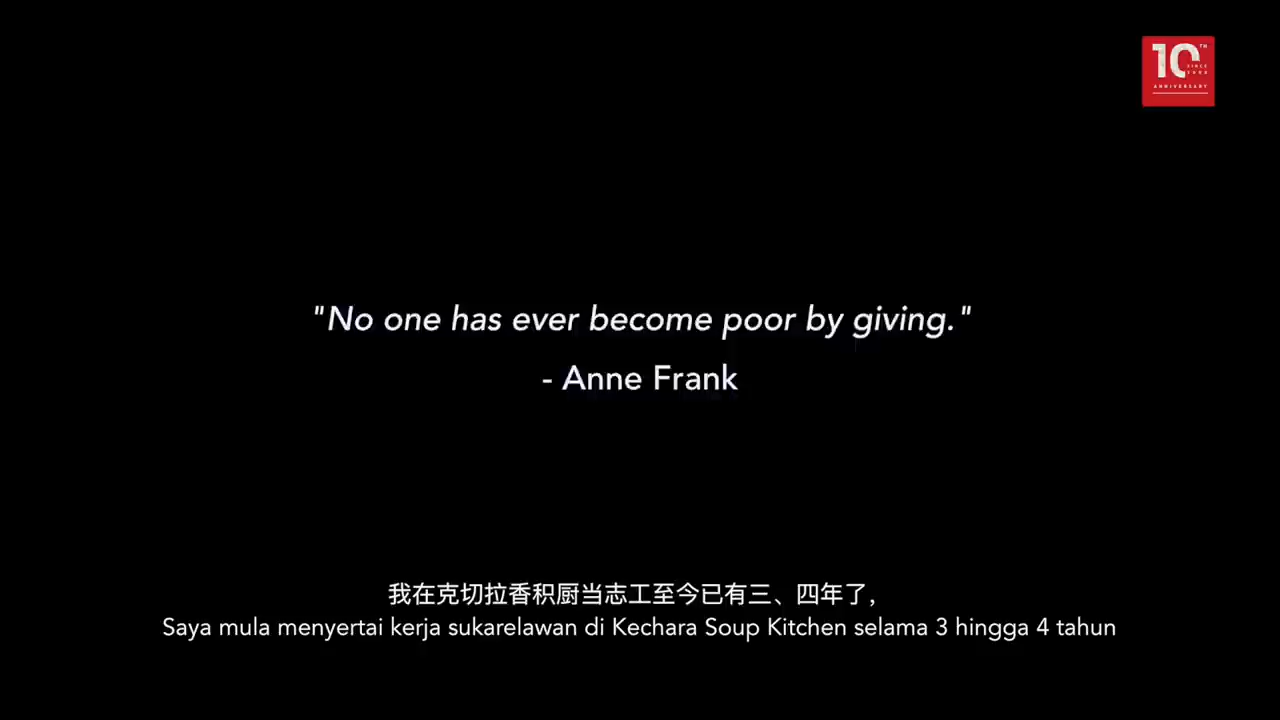 10TH
ANNIVERSARY
"No one has ever become poor by giving."
- Anne Frank
我在克切拉香积厨当志工至今已有三、四年了，
Saya mula menyertai kerja sukarelawan di Kechara Soup Kitchen selama 3 hingga 4 tahun